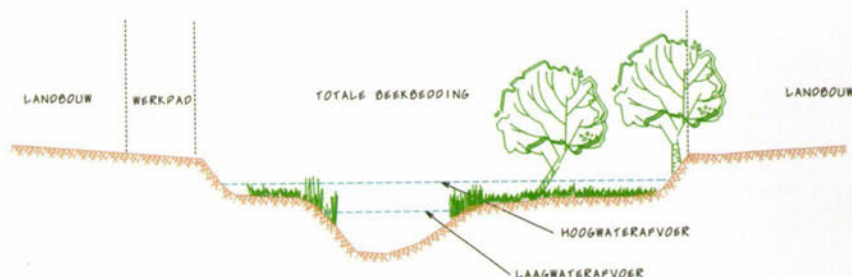 LANDBOUW
WERKPAD
TOTALE BEEKBEDDING
LANDBOUW
HOOGWATERAFVOER
LAAGWATERAFVOER